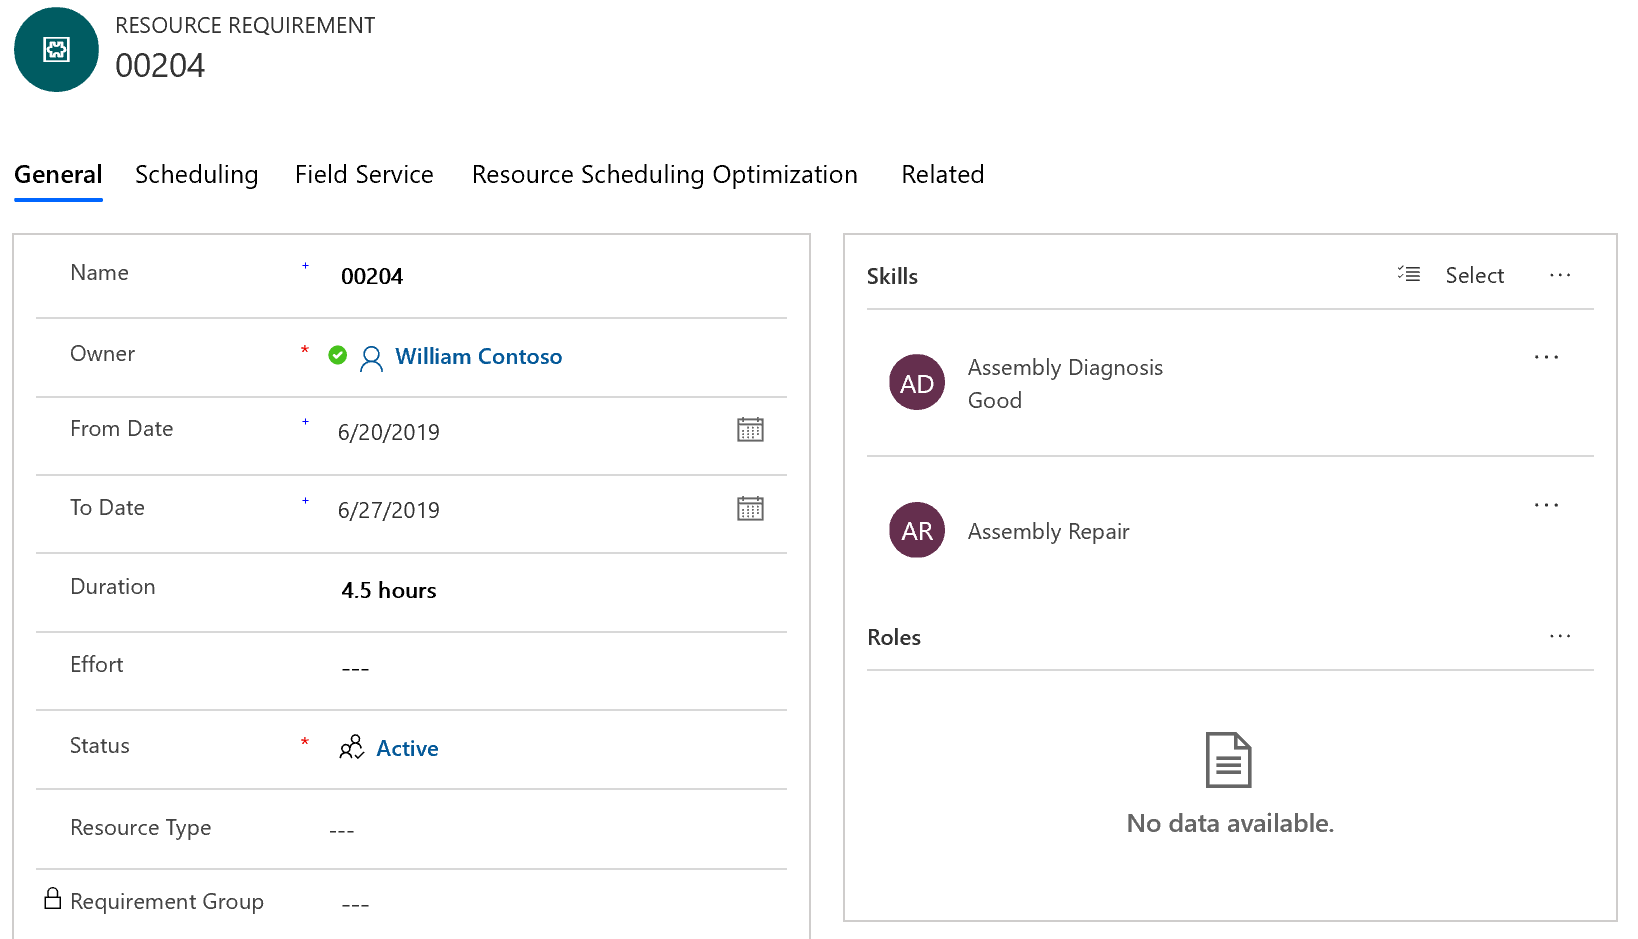 RESOURCE REQUIREMENT
00204
General Scheduling Field Service Resource Scheduling Optimization Related
Name + 00204
Owner * William Contoso
From Date + 6/20/2019
To Date + 6/27/2019
Duration 4.5 hours
Effort ---
Status * Active
Resource Type ---
Requirement Group ---
Skills Select ...
AD Assembly Diagnosis ...
Good
AR Assembly Repair ...
Roles ...
No data available.